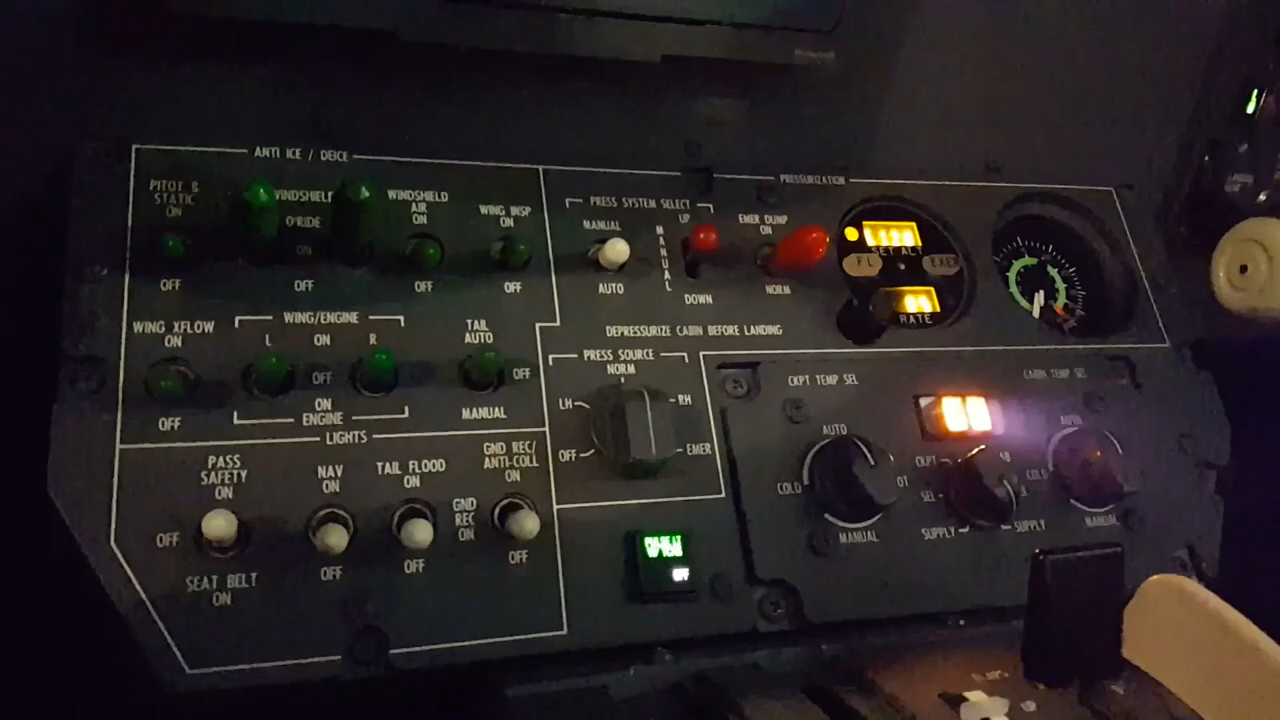 ANTI ICE / DEICE
PITOT &
STATIC
ON
OFF
WINDSHIELD
O'RIDE
ON
OFF
WINDSHIELD
AIR
ON
OFF
WING INSP
ON
OFF
WING XFLOW
ON
OFF
WING/ENGINE
L ON R
OFF
ON
ENGINE
TAIL
AUTO
OFF
MANUAL
LIGHTS
PASS
SAFETY
ON
OFF
SEAT BELT
ON
NAV
ON
OFF
TAIL FLOOD
ON
OFF
GND REC/
ANTI-COLL
ON
GND
REC
ON
OFF
PRESSURIZATION
PRESS SYSTEM SELECT
MANUAL
AUTO
UP
MANUAL
DOWN
EMER DUMP
ON
NORM
SET ALT
FL
EXER
RATE
DEPRESSURIZE CABIN BEFORE LANDING
PRESS SOURCE
NORM
LH
RH
OFF
EMER
OFF
CKPT TEMP SEL
AUTO
COLD
OT
MANUAL
CKPT
SEL
SUPPLY
SUPPLY
CABIN TEMP SEL
AUTO
COLD
MANUAL